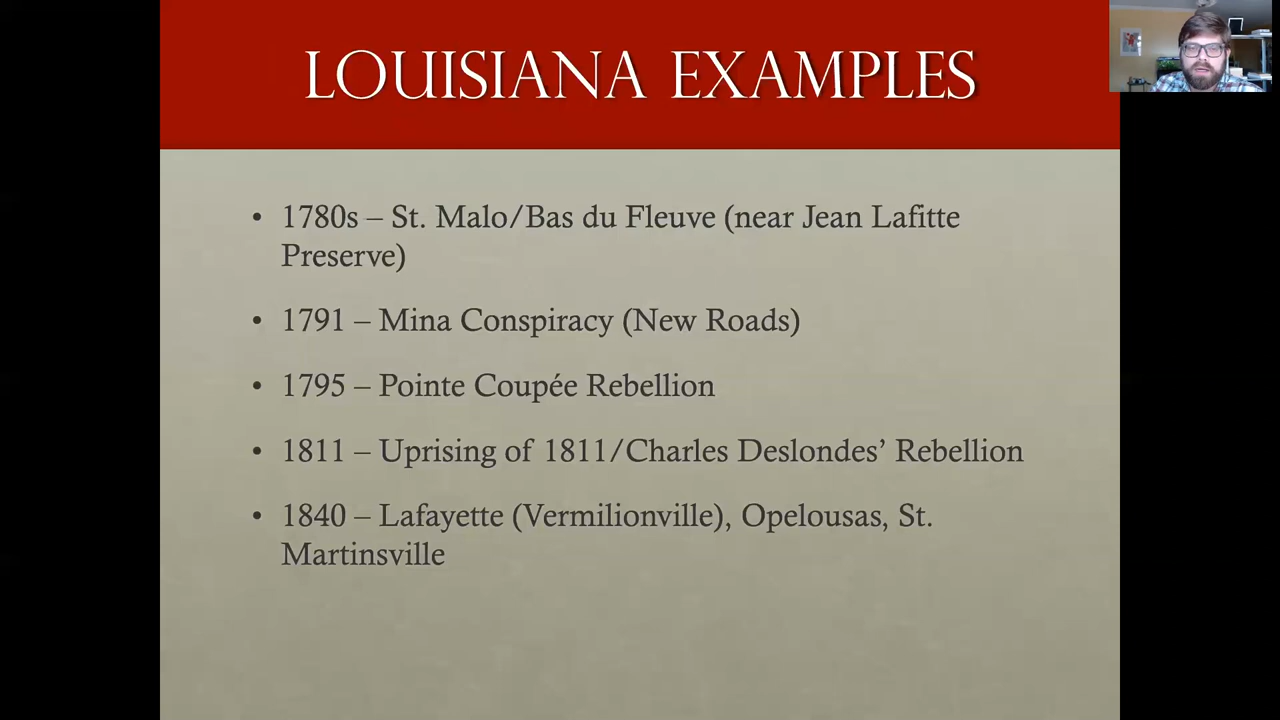 LOUISIANA EXAMPLES
• 1780s – St. Malo/Bas du Fleuve (near Jean Lafitte
Preserve)
• 1791 – Mina Conspiracy (New Roads)
• 1795 – Pointe Coupée Rebellion
• 1811 – Uprising of 1811/Charles Deslondes’ Rebellion
• 1840 – Lafayette (Vermilionville), Opelousas, St.
Martinsville